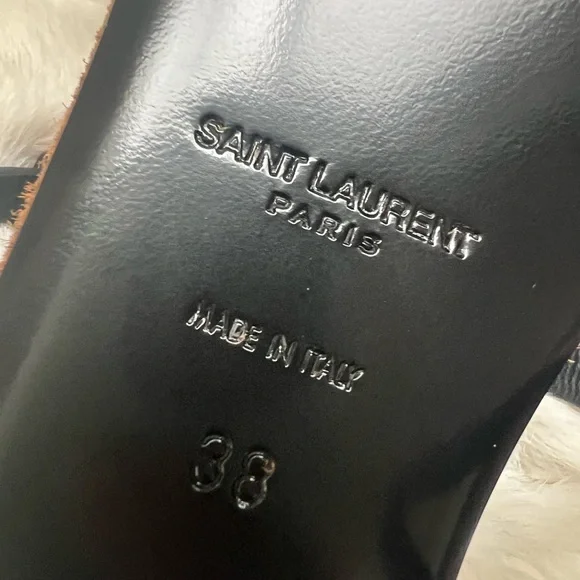 SAINT LAURENT
PARIS
MADE IN ITALY
38